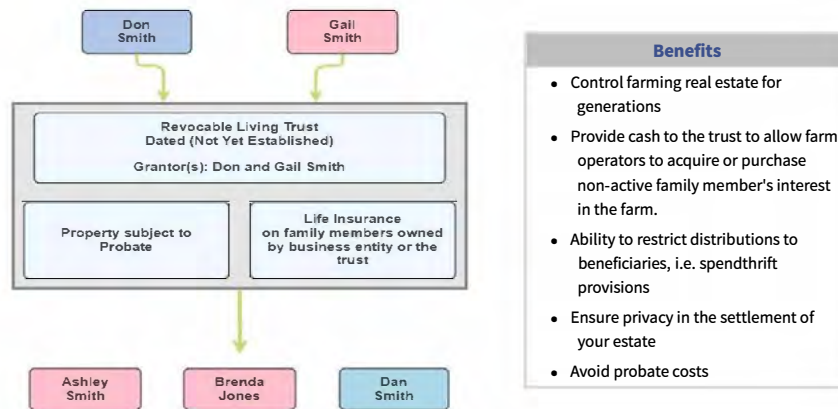 Don
Smith
Gail
Smith
Revocable Living Trust
Dated (Not Yet Established)
Grantor(s): Don and Gail Smith
Property subject to
Probate
Life Insurance
on family members owned
by business entity or the
trust
Ashley
Smith
Brenda
Jones
Dan
Smith
Benefits
• Control farming real estate for
generations
• Provide cash to the trust to allow farm
operators to acquire or purchase
non-active family member's interest
in the farm.
• Ability to restrict distributions to
beneficiaries, i.e. spendthrift
provisions
• Ensure privacy in the settlement of
your estate
• Avoid probate costs